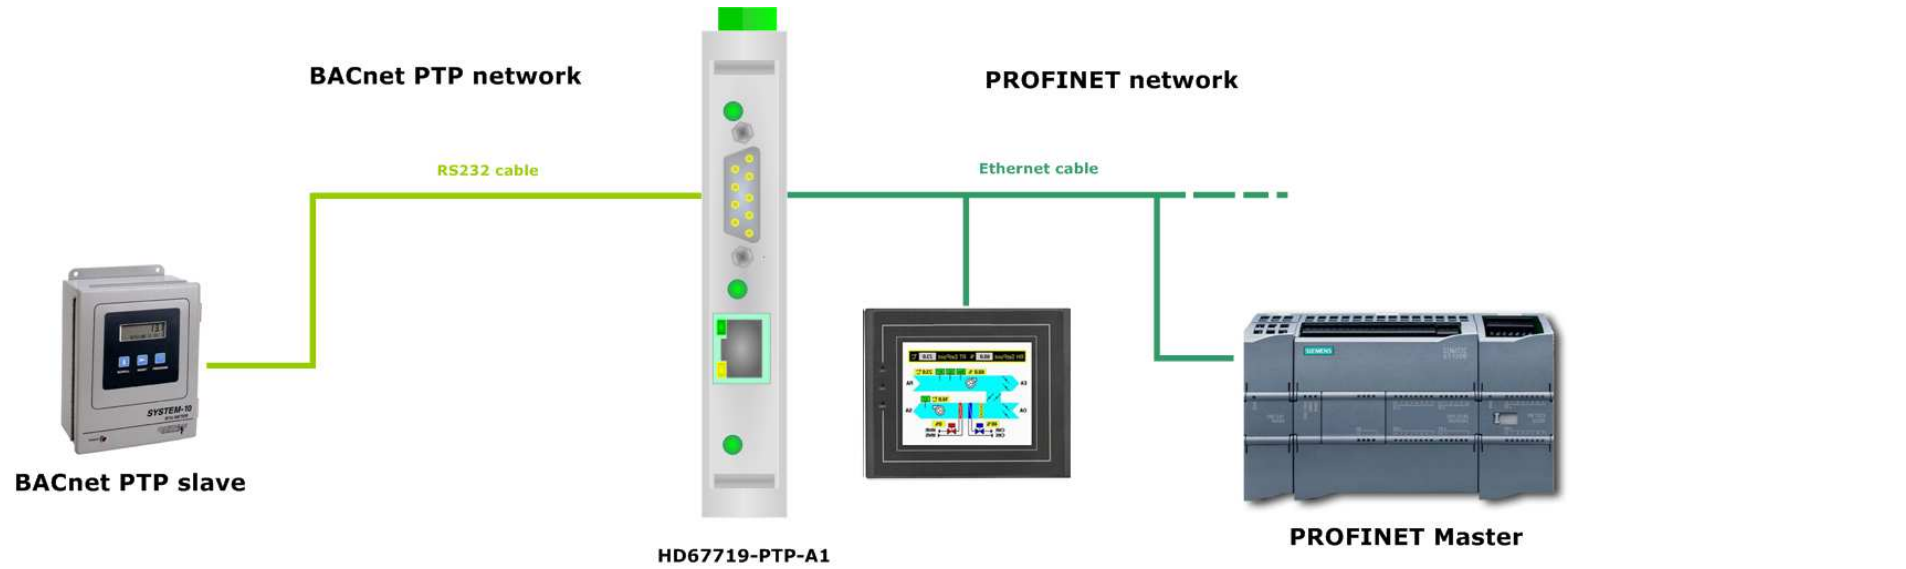 BACnet PTP network
PROFINET network
RS232 cable
Ethernet cable
SYSTEM-10
SIEMENS
BACnet PTP slave
PROFINET Master
HD67719-PTP-A1